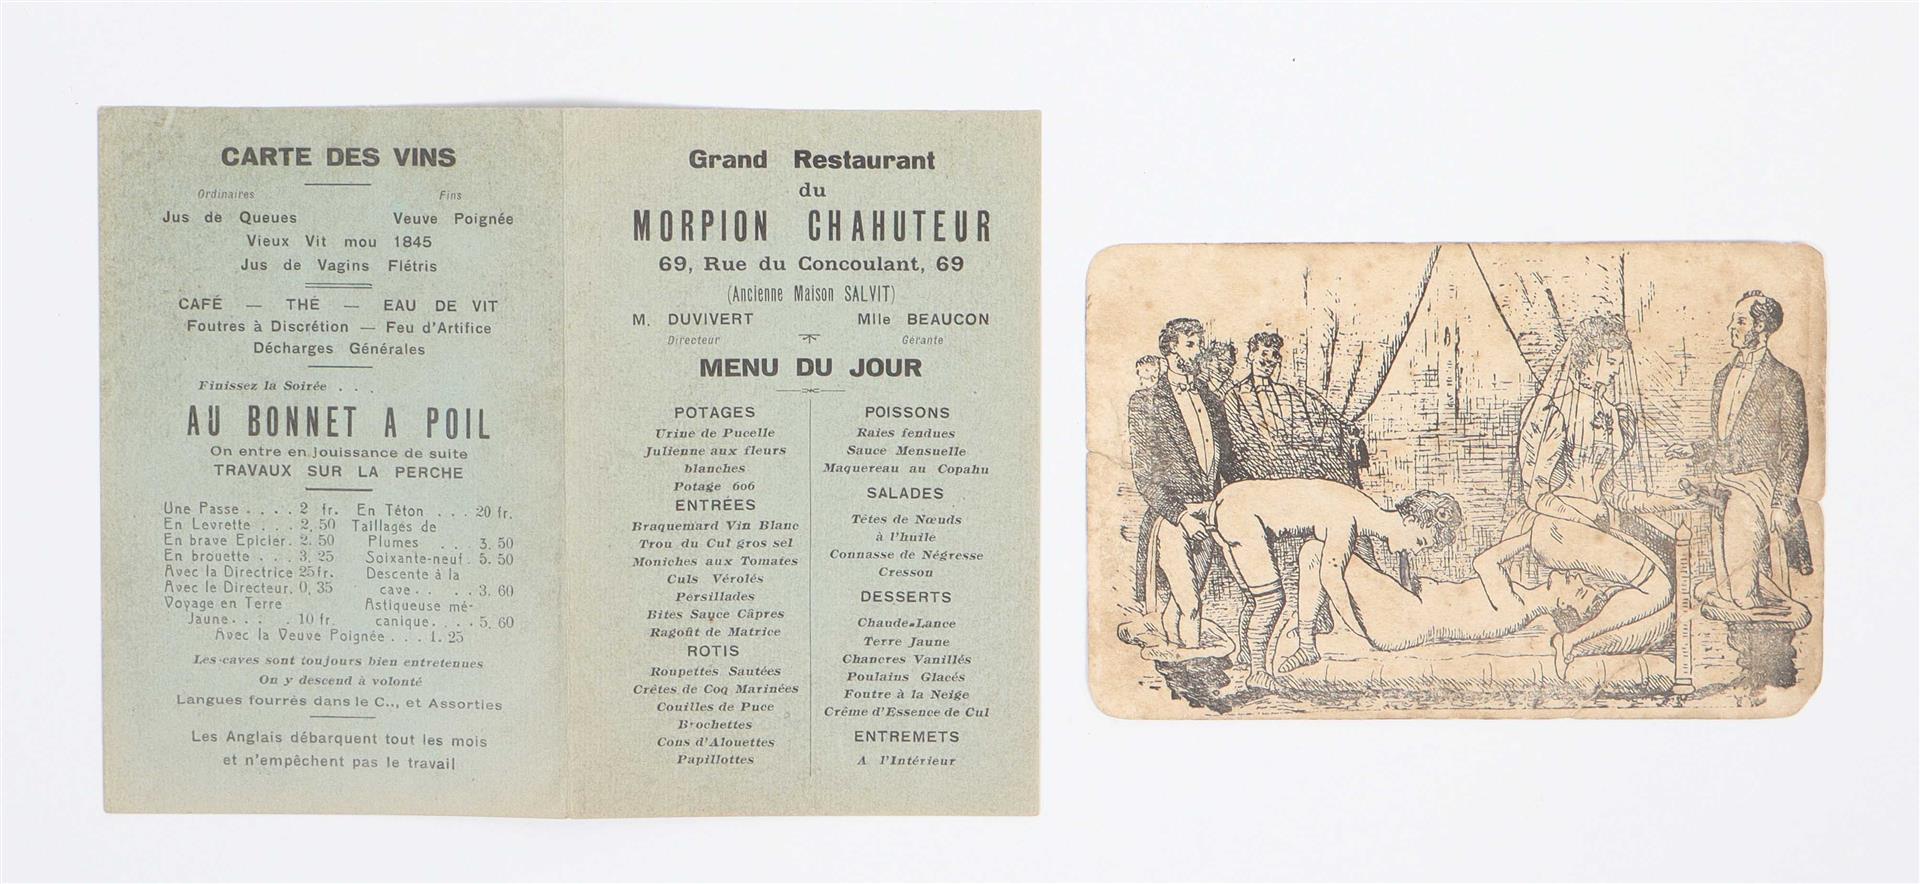 CARTE DES VINS
Ordinaires Fins
Jus de Queues Veuve Poignée
Vieux Vit mou 1845
Jus de Vagins Flétris
CAFÉ — THÉ — EAU DE VIT
Foutres à Discrétion — Feu d'Artifice
Décharges Générales
Finissez la Soirée . . .
AU BONNET A POIL
On entre en jouissance de suite
TRAVAUX SUR LA PERCHE
Une Passe . . . . 2 fr.
En Levrette . . . 2,50
En brave Epicier. 2.50
En brouette . . . 3,25
Avec la Directrice 25fr.
Avec le Directeur. 0,35
Voyage en Terre
Jaune. . . . 10 fr.
En Téton . . . 20 fr.
Taillages de
Plumes . . 3.50
Soixante-neuf. 5.50
Descente à la
cave . . . . 3.60
Astiqueuse mé-
canique. . . . 5,60
Avec la Veuve Poignée . . . 1.25
Les caves sont toujours bien entretenues
On y descend à volonté
Langues fourrés dans le C.., et Assorties
Les Anglais débarquent tout les mois
et n'empêchent pas le travail
Grand Restaurant
du
MORPION CHAHUTEUR
69, Rue du Concoulant, 69
(Ancienne Maison SALVIT)
M. DUVIVERT Mlle BEAUCON
Directeur Gérante
MENU DU JOUR
POTAGES
Urine de Pucelle
Julienne aux fleurs
blanches
Potage 606
ENTRÉES
Braquemard Vin Blanc
Trou du Cul gros sel
Moniches aux Tomates
Culs Vérolés
Persillades
Bites Sauce Câpres
Ragoût de Matrice
ROTIS
Roupettes Sautées
Crêtes de Coq Marinées
Couilles de Puce
Brochettes
Cons d'Alouettes
Papillottes
POISSONS
Raies fendues
Sauce Mensuelle
Maquereau au Copahu
SALADES
Têtes de Nœuds
à l'huile
Connasse de Négresse
Cresson
DESSERTS
Chaude-Lance
Terre Jaune
Chancres Vanillés
Poulains Glacés
Foutre à la Neige
Crême d'Essence de Cul
ENTREMETS
A l'Intérieur